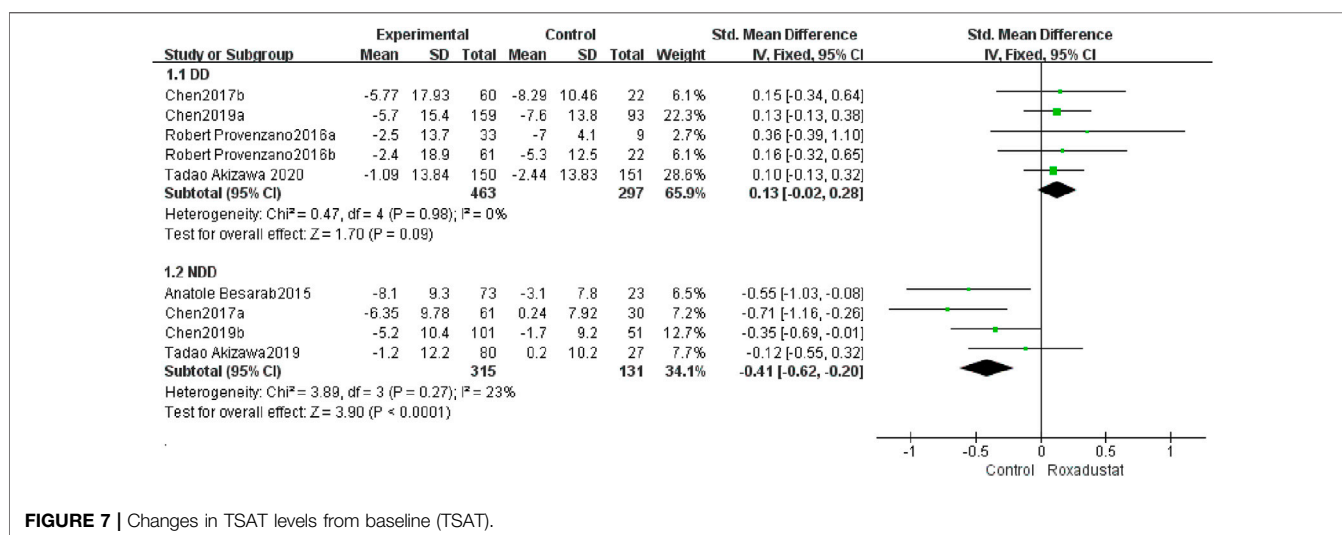 Experimental Control Std. Mean Difference Std. Mean Difference
Study or Subgroup Mean SD Total Mean SD Total Weight IV, Fixed, 95% CI IV, Fixed, 95% CI
1.1 DD
Chen2017b -5.77 17.93 60 -8.29 10.46 22 6.1% 0.15 [-0.34, 0.64]
Chen2019a -5.7 15.4 159 -7.6 13.8 93 22.3% 0.13 [-0.13, 0.38]
Robert Provenzano2016a -2.5 13.7 33 -7 4.1 9 2.7% 0.36 [-0.39, 1.10]
Robert Provenzano2016b -2.4 18.9 61 -5.3 12.5 22 6.1% 0.16 [-0.32, 0.65]
Tadao Akizawa 2020 -1.09 13.84 150 -2.44 13.83 151 28.6% 0.10 [-0.13, 0.32]
Subtotal (95% CI) 463 297 65.9% 0.13 [-0.02, 0.28]
Heterogeneity: Chi² = 0.47, df = 4 (P = 0.98); I² = 0%
Test for overall effect: Z = 1.70 (P = 0.09)
1.2 NDD
Anatole Besarab2015 -8.1 9.3 73 -3.1 7.8 23 6.5% -0.55 [-1.03, -0.08]
Chen2017a -6.35 9.78 61 0.24 7.92 30 7.2% -0.71 [-1.16, -0.26]
Chen2019b -5.2 10.4 101 -1.7 9.2 51 12.7% -0.35 [-0.69, -0.01]
Tadao Akizawa2019 -1.2 12.2 80 0.2 10.2 27 7.7% -0.12 [-0.55, 0.32]
Subtotal (95% CI) 315 131 34.1% -0.41 [-0.62, -0.20]
Heterogeneity: Chi² = 3.89, df = 3 (P = 0.27); I² = 23%
Test for overall effect: Z = 3.90 (P < 0.0001)
-1 -0.5 0 0.5 1
Control Roxadustat
FIGURE 7 | Changes in TSAT levels from baseline (TSAT).